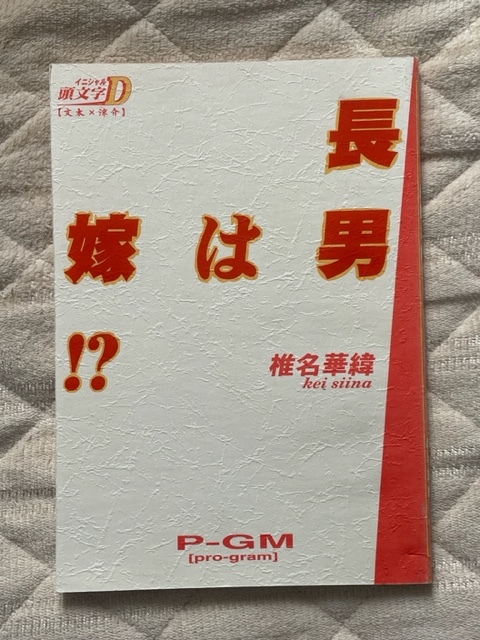 イニシャル
頭文字D
【文太×涼介】
長男
は
嫁!?
椎名華緯
kei siina
P-GM
[pro-gram]